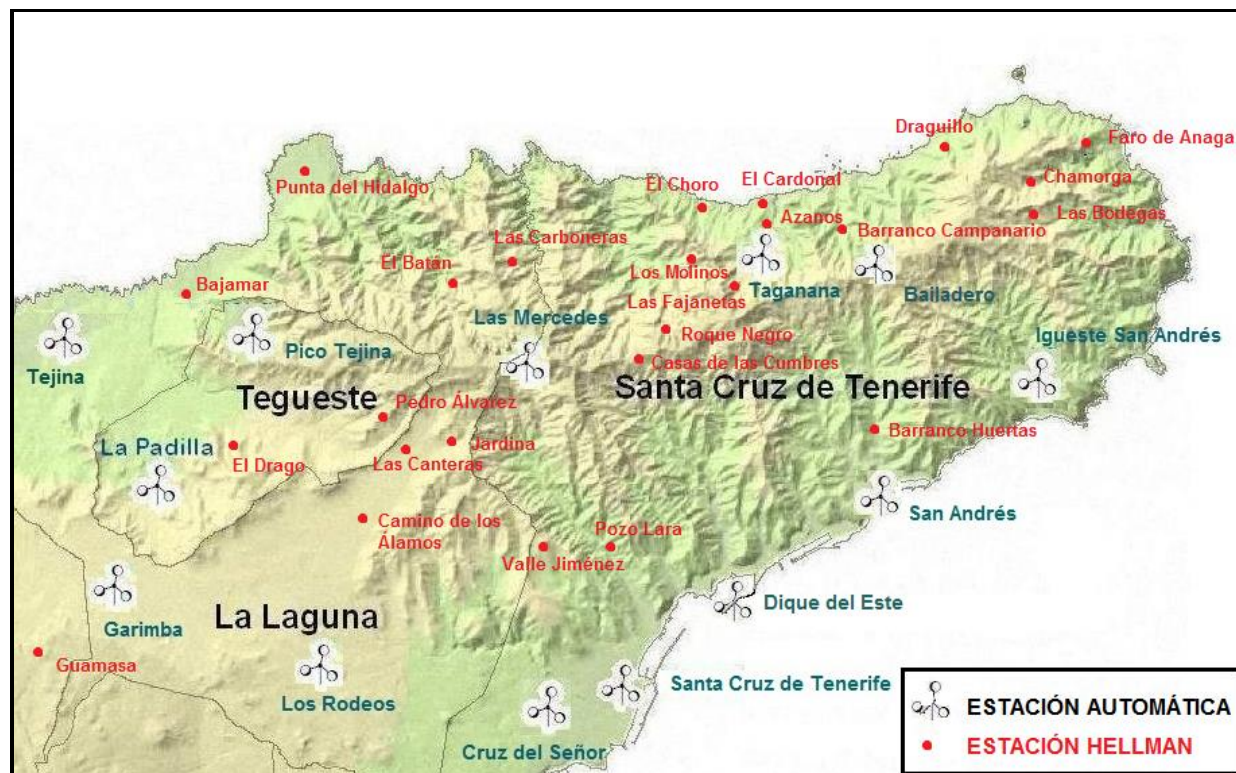 Draguillo
Faro de Anaga
Punta del Hidalgo
El Choro
El Cardonal
Chamorga
Azanos
Las Bodegas
Barranco Campanario
Las Carboneras
El Batán
Los Molinos
Bajamar
Taganana
Bailadero
Las Fajanetas
Las Mercedes
Roque Negro
Igueste San Andrés
Pico Tejina
Casas de las Cumbres
Tejina
Santa Cruz de Tenerife
Tegueste
Pedro Álvarez
Barranco Huertas
La Padilla
Jardina
El Drago
Las Canteras
San Andrés
Camino de los
Álamos
Pozo Lara
Valle Jiménez
Dique del Este
La Laguna
Garimba
Guamasa
Santa Cruz de Tenerife
Los Rodeos
Cruz del Señor
ESTACIÓN AUTOMÁTICA
ESTACIÓN HELLMAN